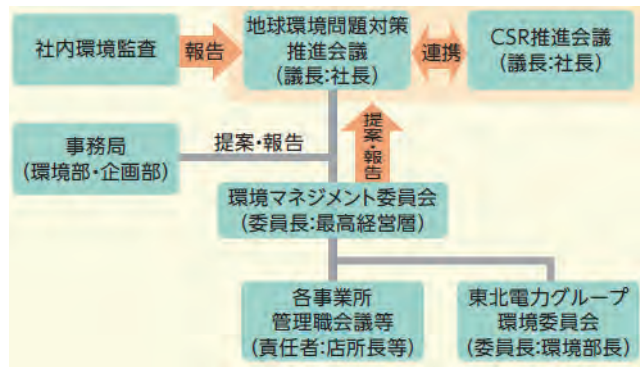 社内環境監査
報告
地球環境問題対策
推進会議
(議長:社長)
連携
CSR推進会議
(議長:社長)
事務局
(環境部・企画部)
提案・報告
提案・報告
環境マネジメント委員会
(委員長:最高経営層)
各事業所
管理職会議等
(責任者:店所長等)
東北電力グループ
環境委員会
(委員長:環境部長)